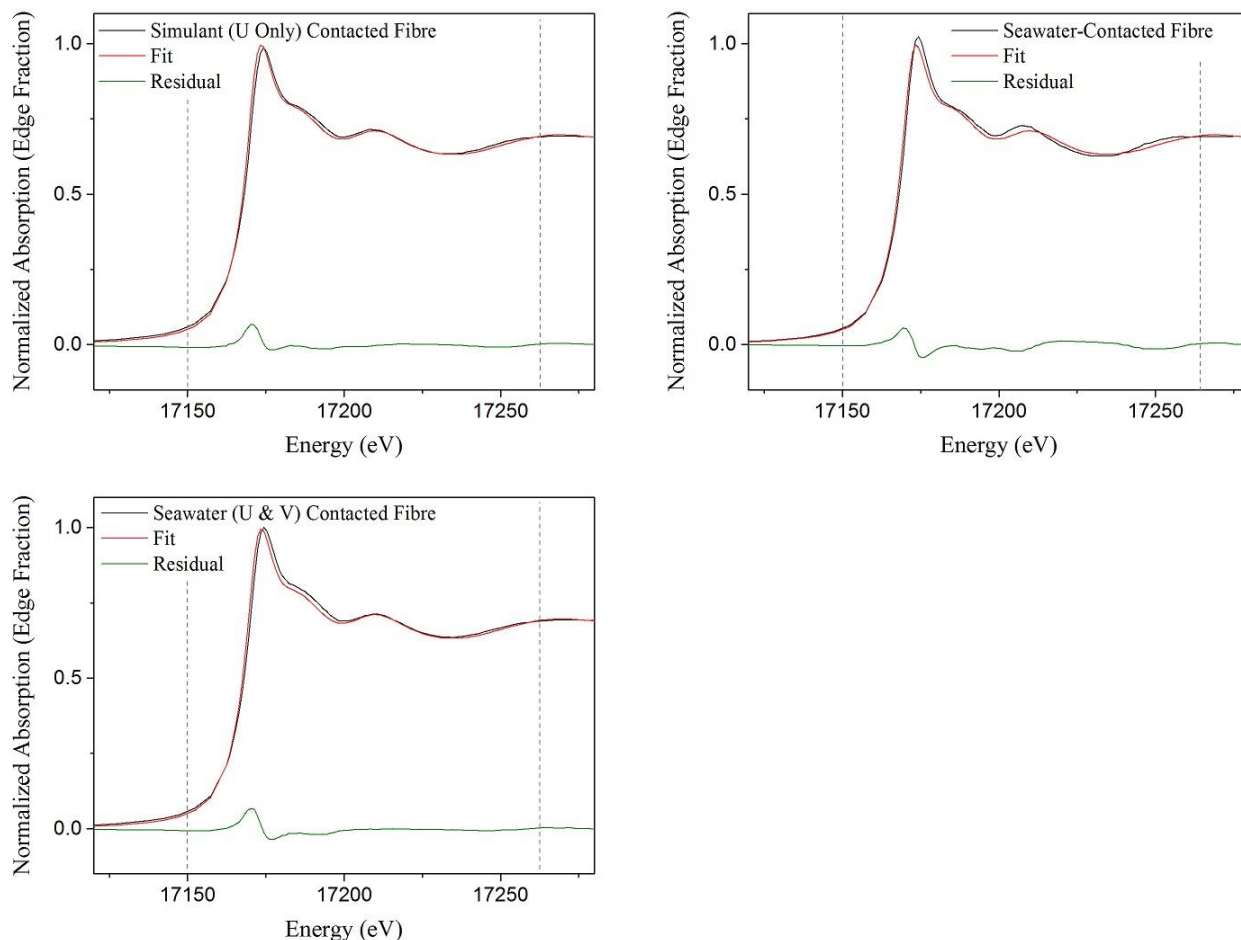 Simulant (U Only) Contacted Fibre
Fit
Residual
1.0
0.5
0.0
Normalized Absorption (Edge Fraction)
17150 17200 17250
Energy (eV)
Seawater-Contacted Fibre
Fit
Residual
1.0
0.5
0.0
Normalized Absorption (Edge Fraction)
17150 17200 17250
Energy (eV)
Seawater (U & V) Contacted Fibre
Fit
Residual
1.0
0.5
0.0
Normalized Absorption (Edge Fraction)
17150 17200 17250
Energy (eV)